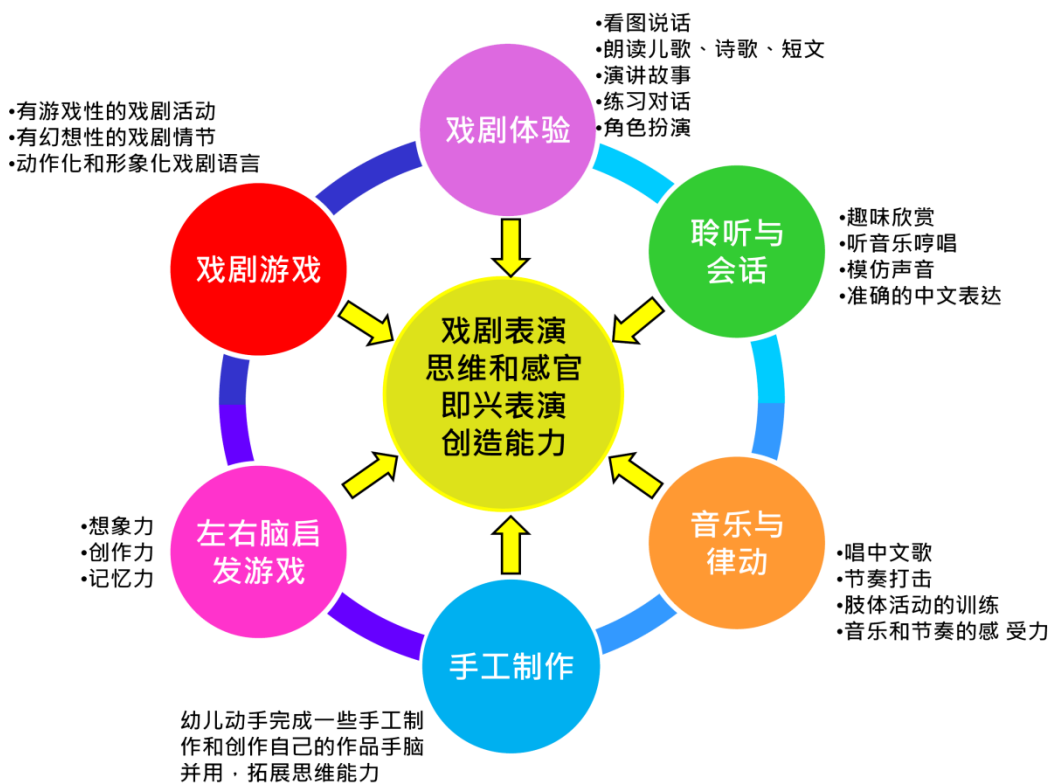 •看图说话
•朗读儿歌、诗歌、短文
•演讲故事
•练习对话
•角色扮演
戏剧体验
•有游戏性的戏剧活动
•有幻想性的戏剧情节
•动作化和形象化戏剧语言
戏剧游戏
聆听与
会话
•趣味欣赏
•听音乐哼唱
•模仿声音
•准确的中文表达
戏剧表演
思维和感官
即兴表演
创造能力
•想象力
•创作力
•记忆力
左右脑启
发游戏
音乐与
律动
•唱中文歌
•节奏打击
•肢体活动的训练
•音乐和节奏的感 受力
手工制作
幼儿动手完成一些手工制
作和创作自己的作品手脑
并用，拓展思维能力